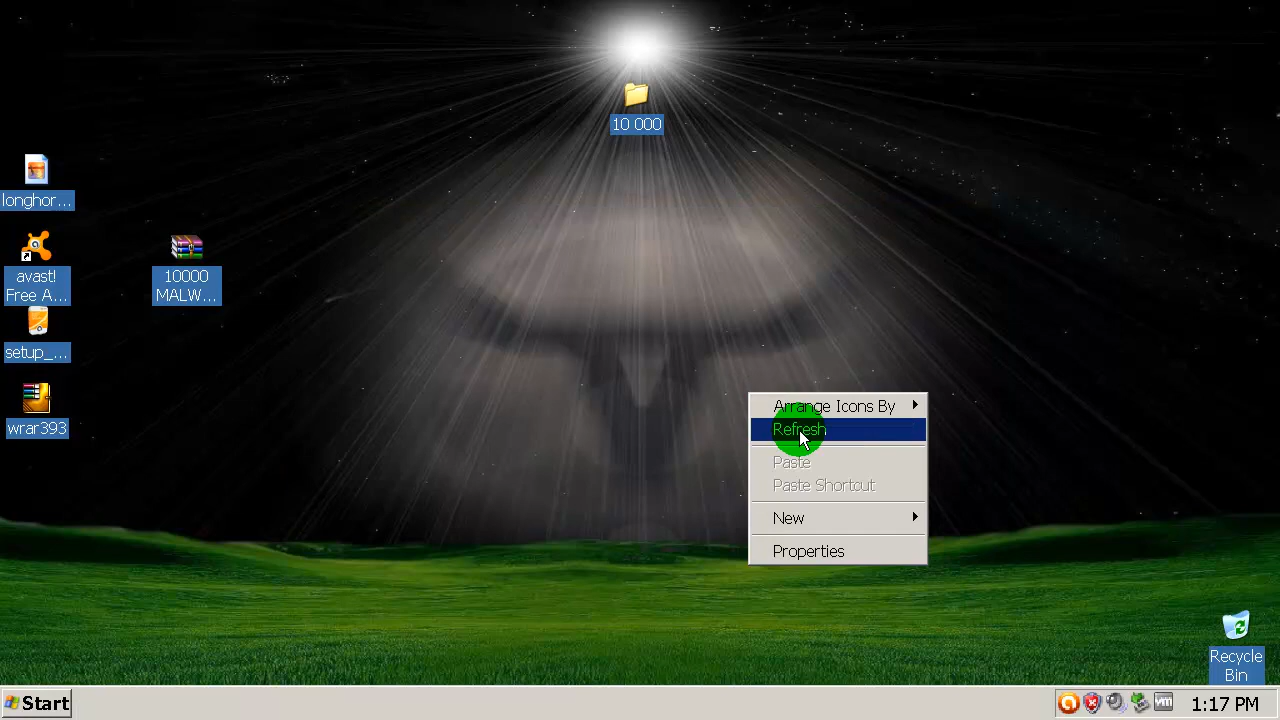 10 000
longhor...
avast!
Free A...
10000
MALW...
setup_...
wrar393
Arrange Icons By
Refresh
Paste
Paste Shortcut
New
Properties
Recycle
Bin
Start
vm
1:17 PM